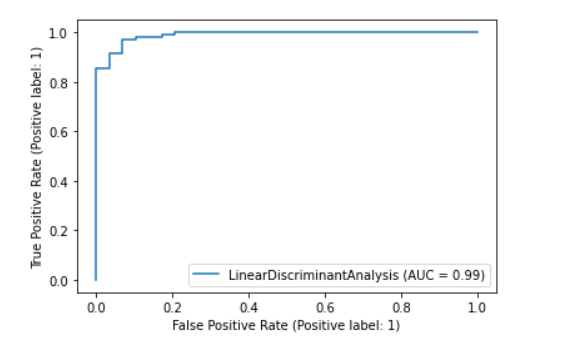 True Positive Rate (Positive label: 1)
1.0
0.8
0.6
0.4
0.2
0.0
LinearDiscriminantAnalysis (AUC = 0.99)
0.0 0.2 0.4 0.6 0.8 1.0
False Positive Rate (Positive label: 1)